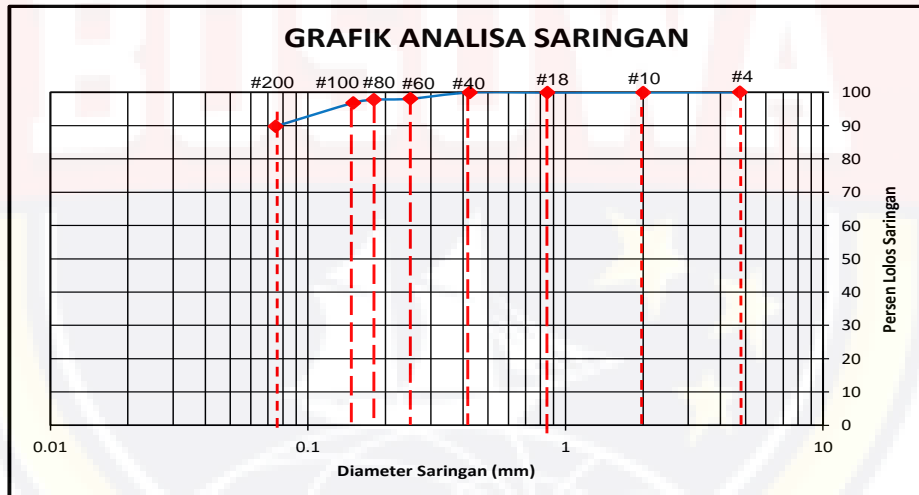 BOSOWA
GRAFIK ANALISA SARINGAN
#200 #100 #80 #60 #40 #18 #10 #4
100
90
80
70
60
50
40
30
20
10
0
Persen Lolos Saringan
0.01 0.1 1 10
Diameter Saringan (mm)